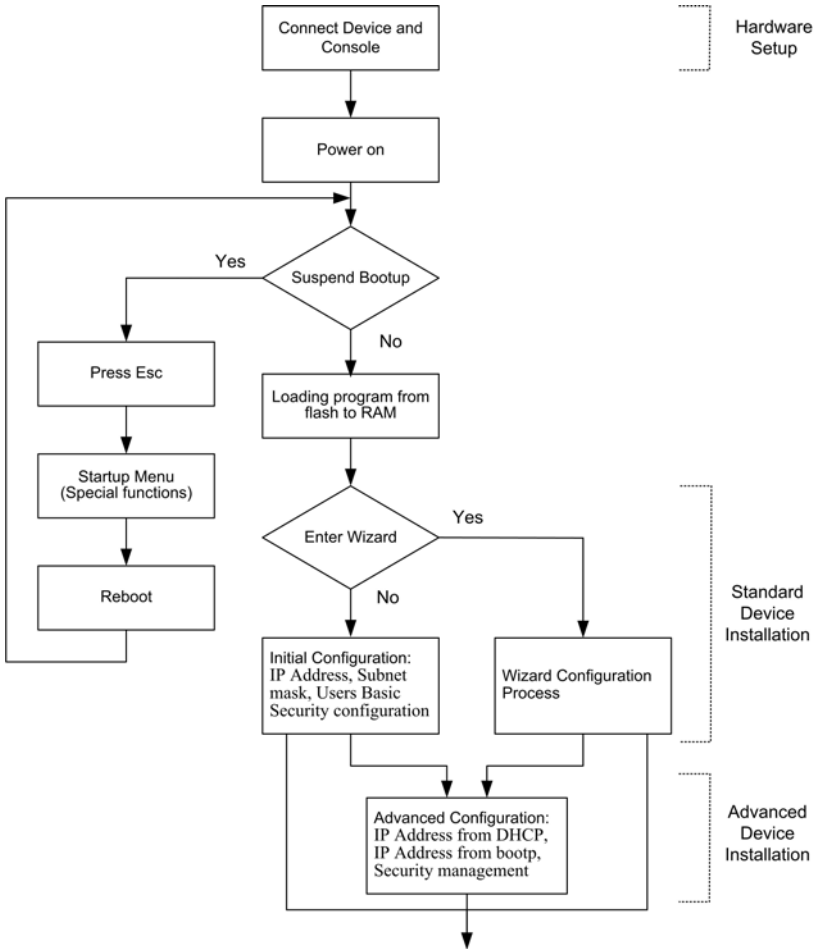 Connect Device and
Console
Hardware
Setup
Power on
Yes
Suspend Bootup
No
Press Esc
Loading program from
flash to RAM
Startup Menu
(Special functions)
Enter Wizard
Yes
Reboot
No
Standard
Device
Installation
Initial Configuration:
IP Address, Subnet
mask, Users Basic
Security configuration
Wizard Configuration
Process
Advanced Configuration:
IP Address from DHCP,
IP Address from bootp,
Security management
Advanced
Device
Installation